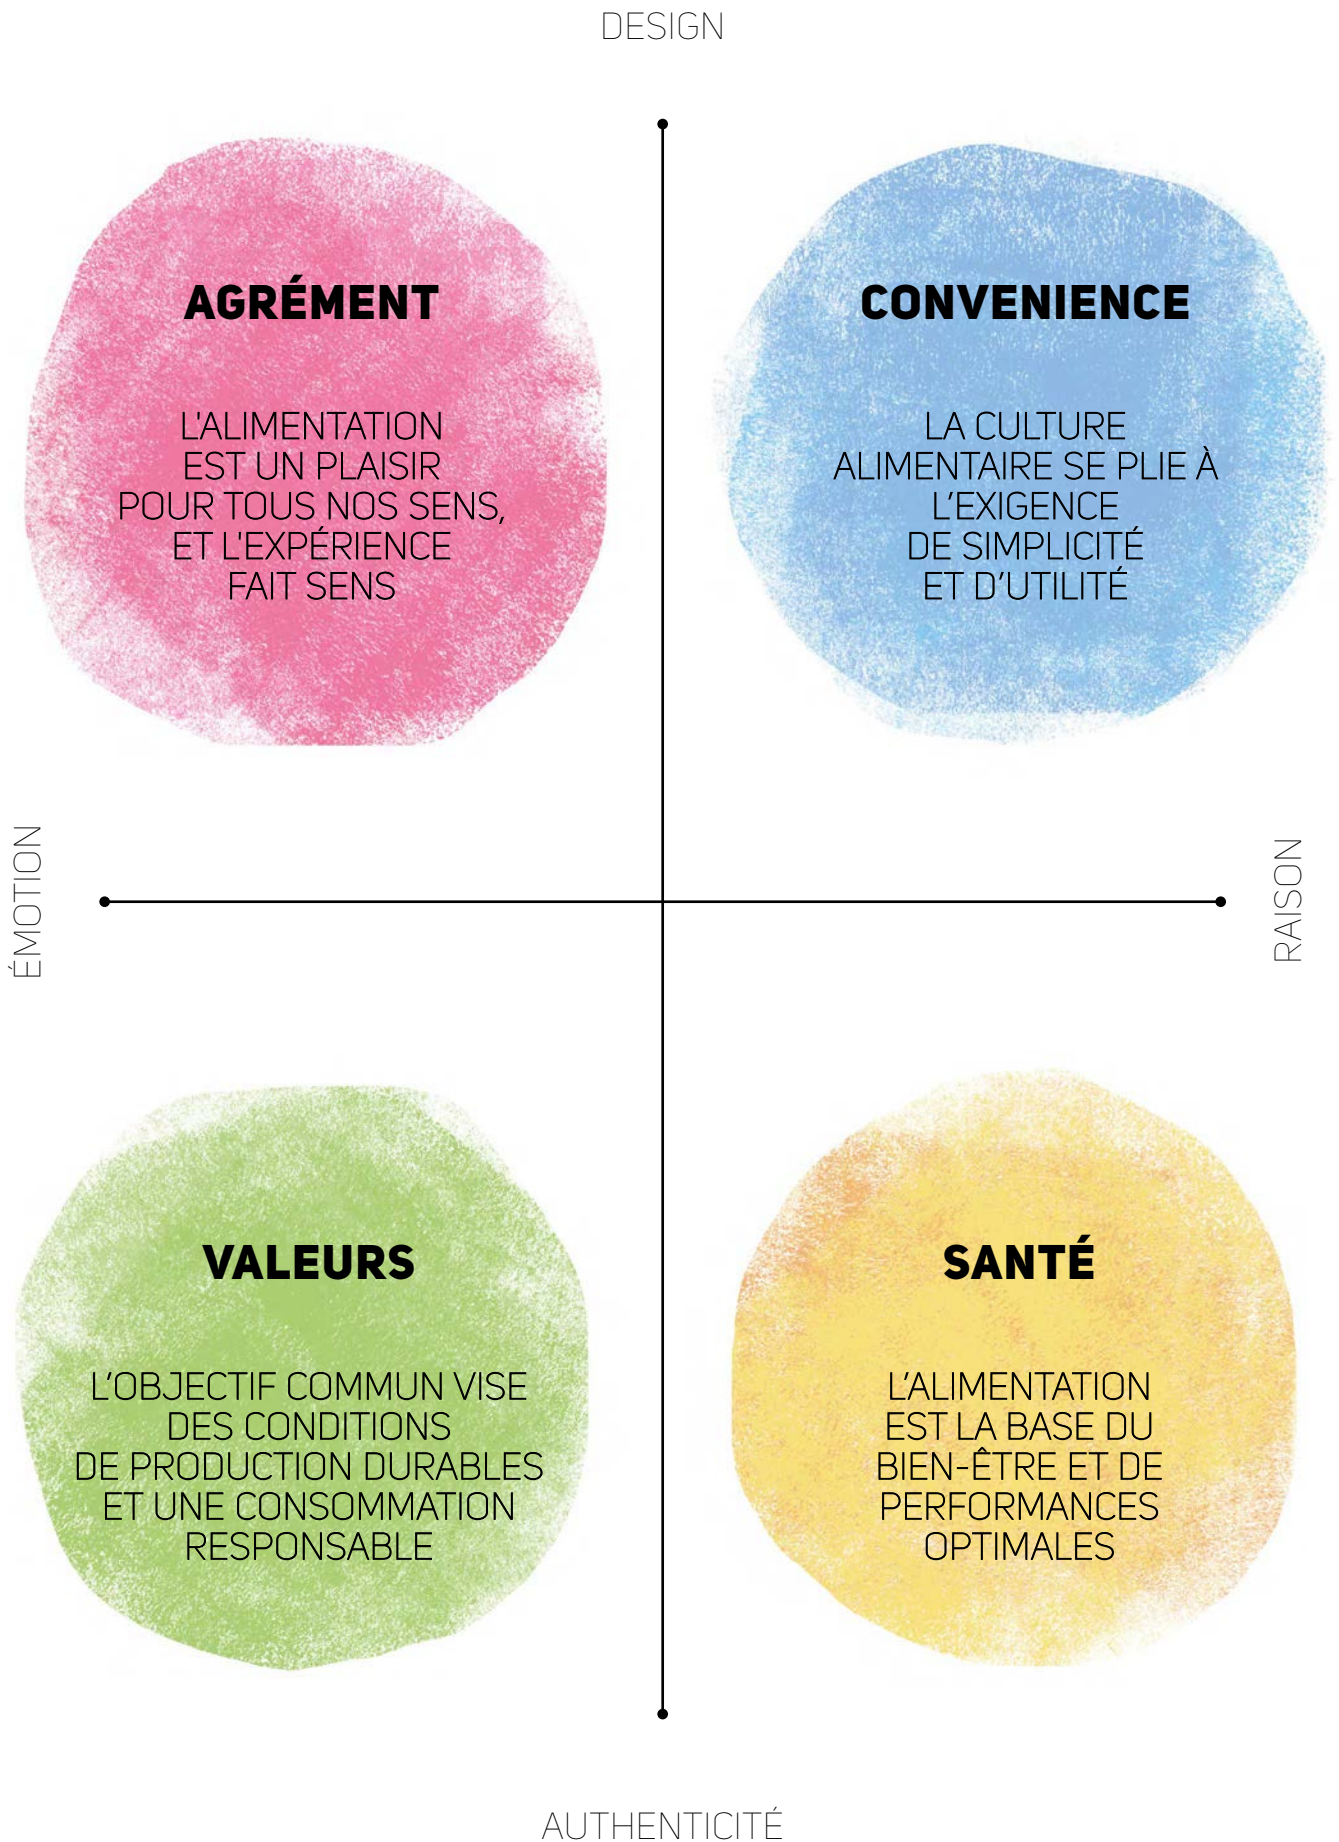 DESIGN
AGRÉMENT
L'ALIMENTATION
EST UN PLAISIR
POUR TOUS NOS SENS,
ET L'EXPÉRIENCE
FAIT SENS
CONVENIENCE
LA CULTURE
ALIMENTAIRE SE PLIE À
L’EXIGENCE
DE SIMPLICITÉ
ET D’UTILITÉ
ÉMOTION
RAISON
VALEURS
L’OBJECTIF COMMUN VISE
DES CONDITIONS
DE PRODUCTION DURABLES
ET UNE CONSOMMATION
RESPONSABLE
SANTÉ
L’ALIMENTATION
EST LA BASE DU
BIEN-ÊTRE ET DE
PERFORMANCES
OPTIMALES
AUTHENTICITÉ